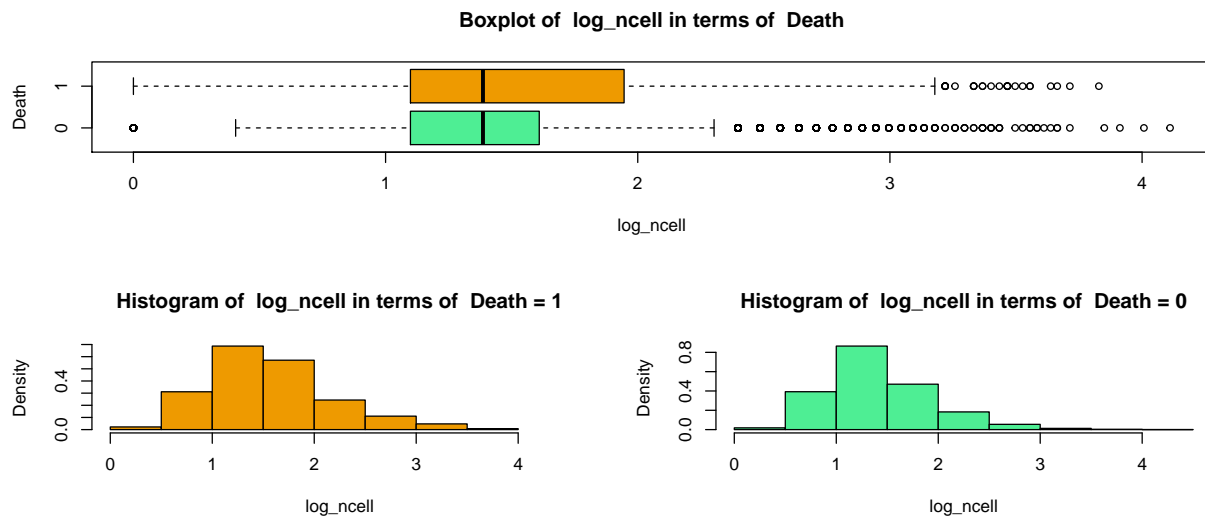 Boxplot of log_ncell in terms of Death
Death
1
0
0 1 2 3 4
log_ncell
Histogram of log_ncell in terms of Death = 1
Density
0.4
0.0
0 1 2 3 4
log_ncell
Histogram of log_ncell in terms of Death = 0
Density
0.8
0.4
0.0
0 1 2 3 4
log_ncell